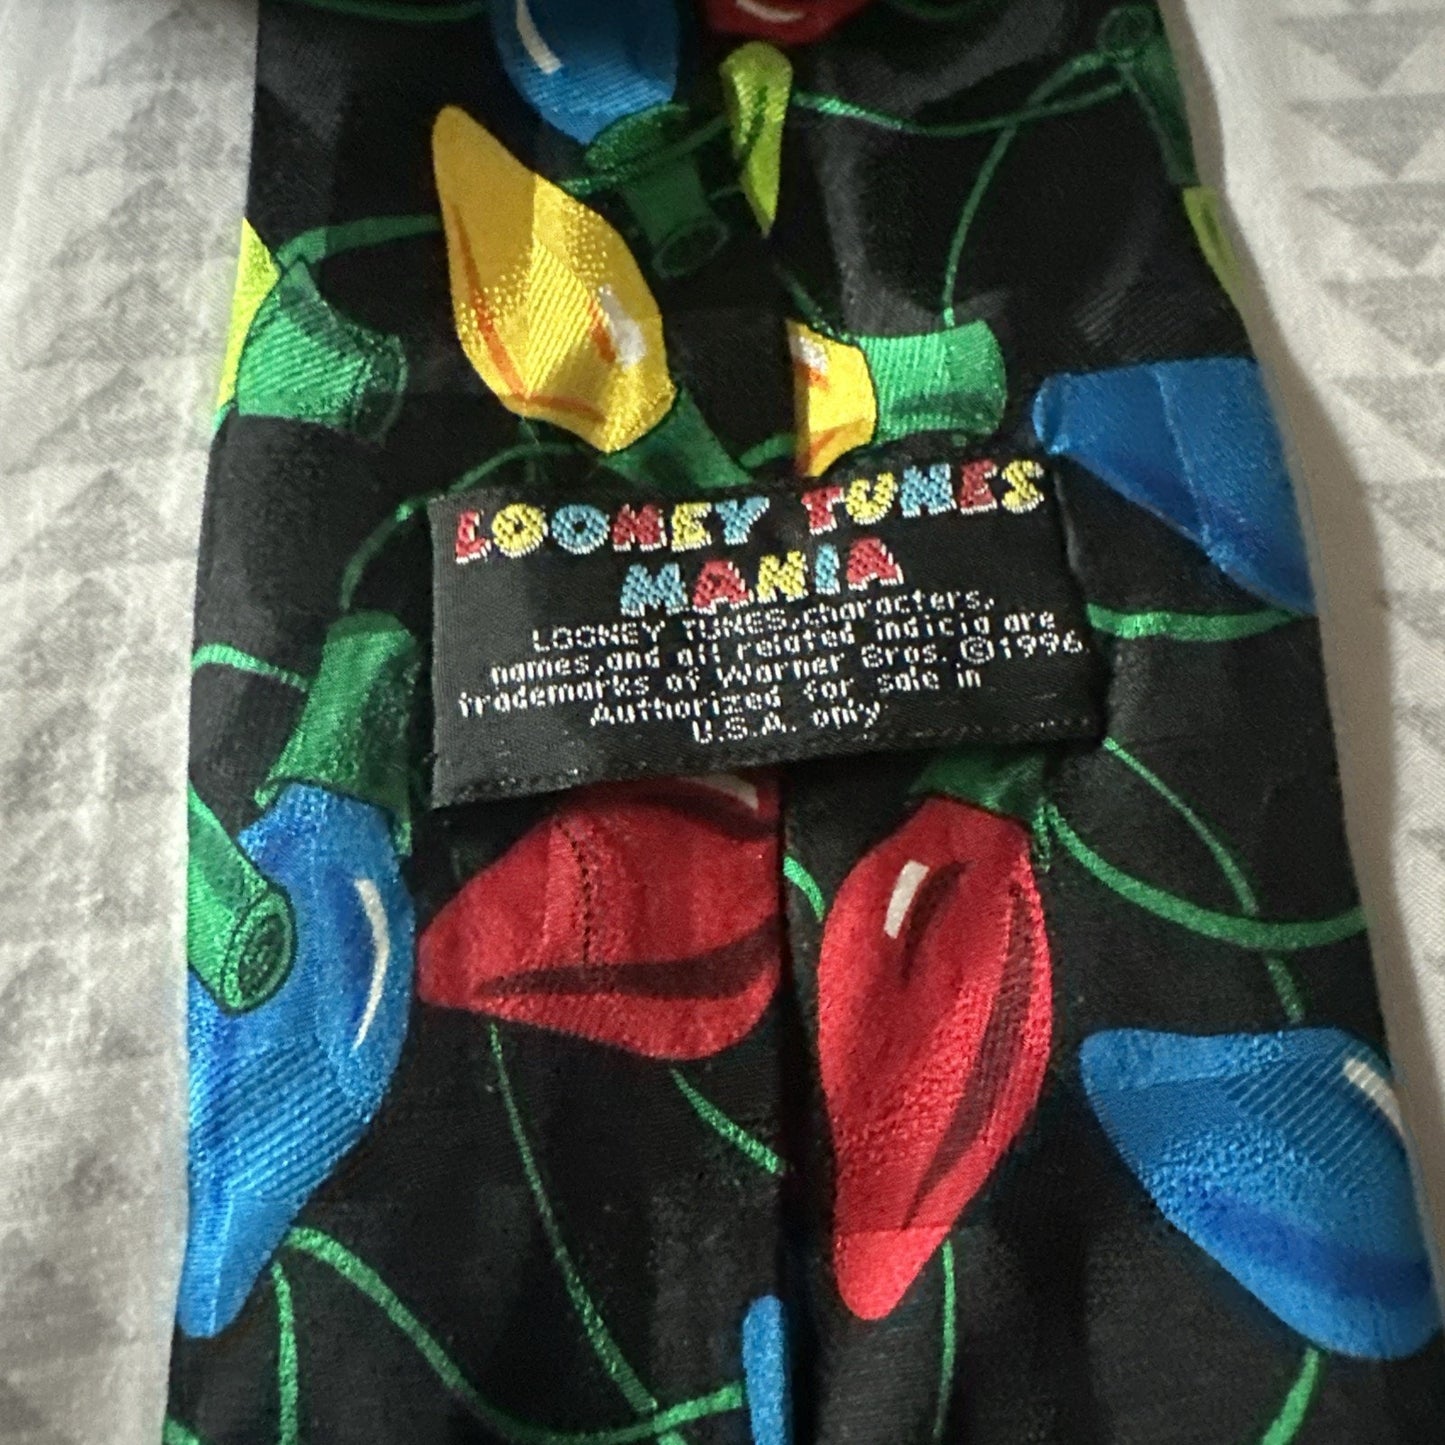 LOONEY TUNES
MANIA
LOONEY TUNES, characters,
names, and all related indicia are
trademarks of Warner Bros. ©1996.
Authorized for sale in
U.S.A. only